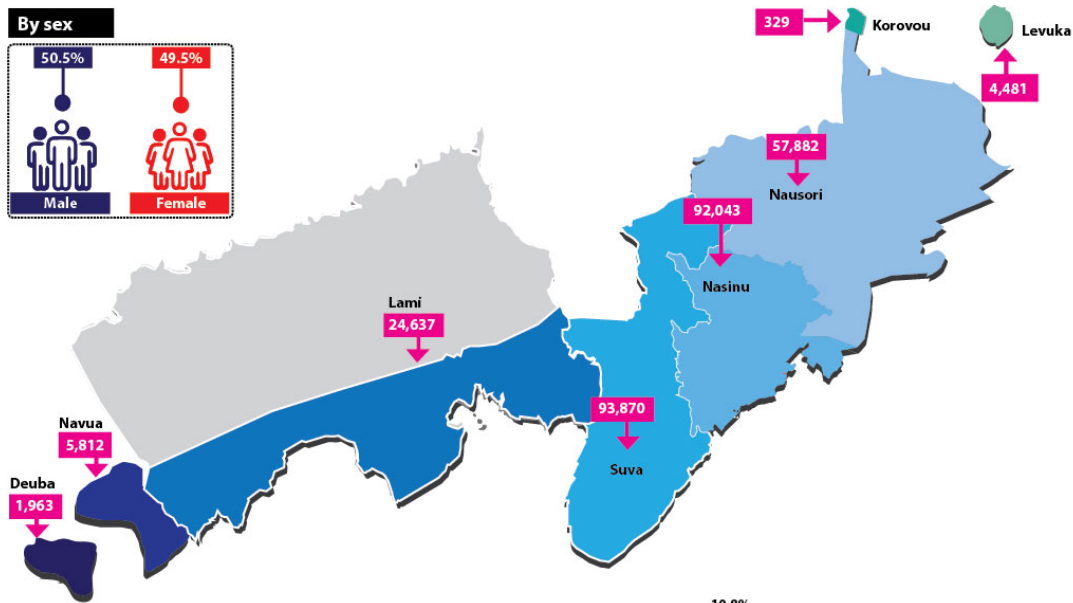 By sex
50.5%
49.5%
Male
Female
329
Korovou
Levuka
4,481
57,882
Nausori
92,043
Nasinu
Lami
24,637
93,870
Suva
Navua
5,812
Deuba
1,963